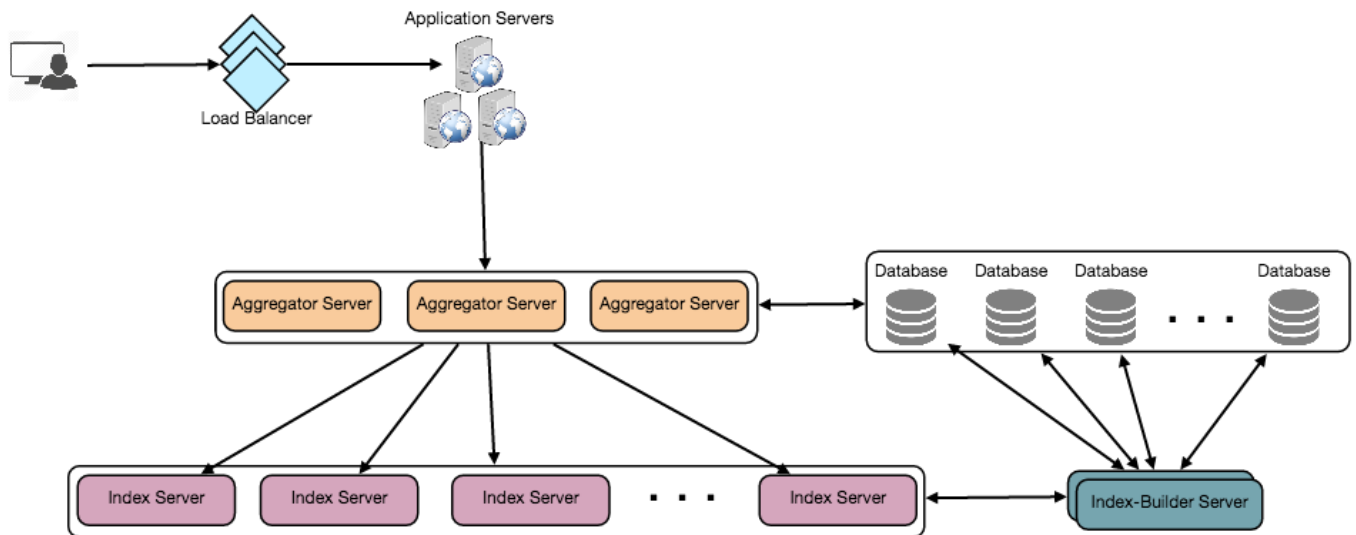 Application Servers
Load Balancer
Database
Database
Database
Database
Aggregator Server
Aggregator Server
Aggregator Server
. . .
Index Server
Index Server
Index Server
. . .
Index Server
Index-Builder Server